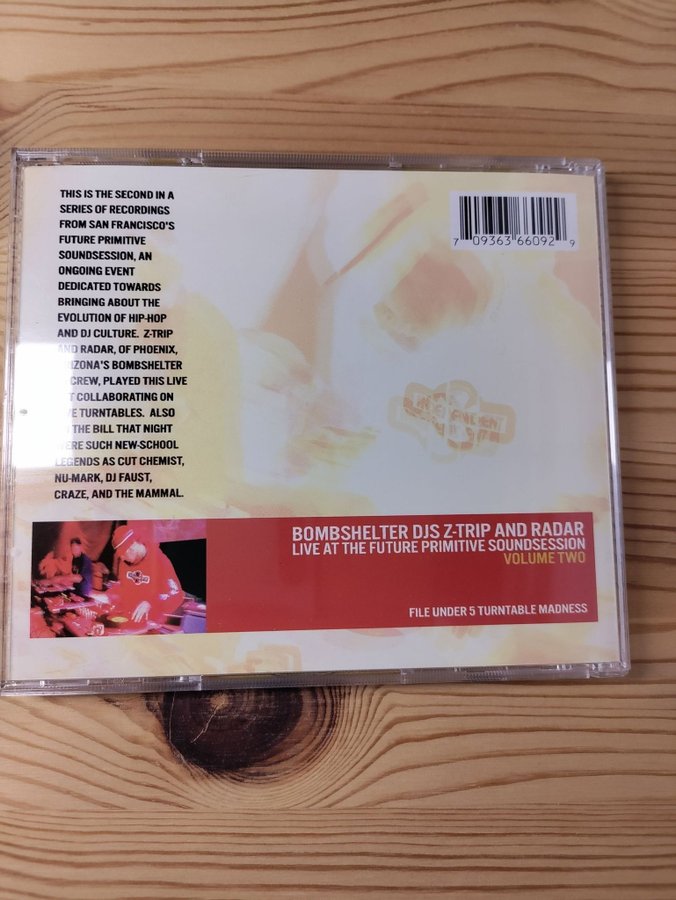 THIS IS THE SECOND IN A
SERIES OF RECORDINGS
FROM SAN FRANCISCO'S
FUTURE PRIMITIVE
SOUNDSESSION, AN
ONGOING EVENT
DEDICATED TOWARDS
BRINGING ABOUT THE
EVOLUTION OF HIP-HOP
AND DJ CULTURE. Z-TRIP
AND RADAR, OF PHOENIX,
ARIZONA'S BOMBSHELTER
CREW, PLAYED THIS LIVE
COLLABORATING ON
TURNTABLES. ALSO
THE BILL THAT NIGHT
WERE SUCH NEW-SCHOOL
LEGENDS AS CUT CHEMIST,
NU-MARK, DJ FAUST,
CRAZE, AND THE MAMMAL.
7 09363 66092 9
BOMBSHELTER DJS Z-TRIP AND RADAR
LIVE AT THE FUTURE PRIMITIVE SOUNDSESSION
VOLUME TWO
FILE UNDER 5 TURNTABLE MADNESS